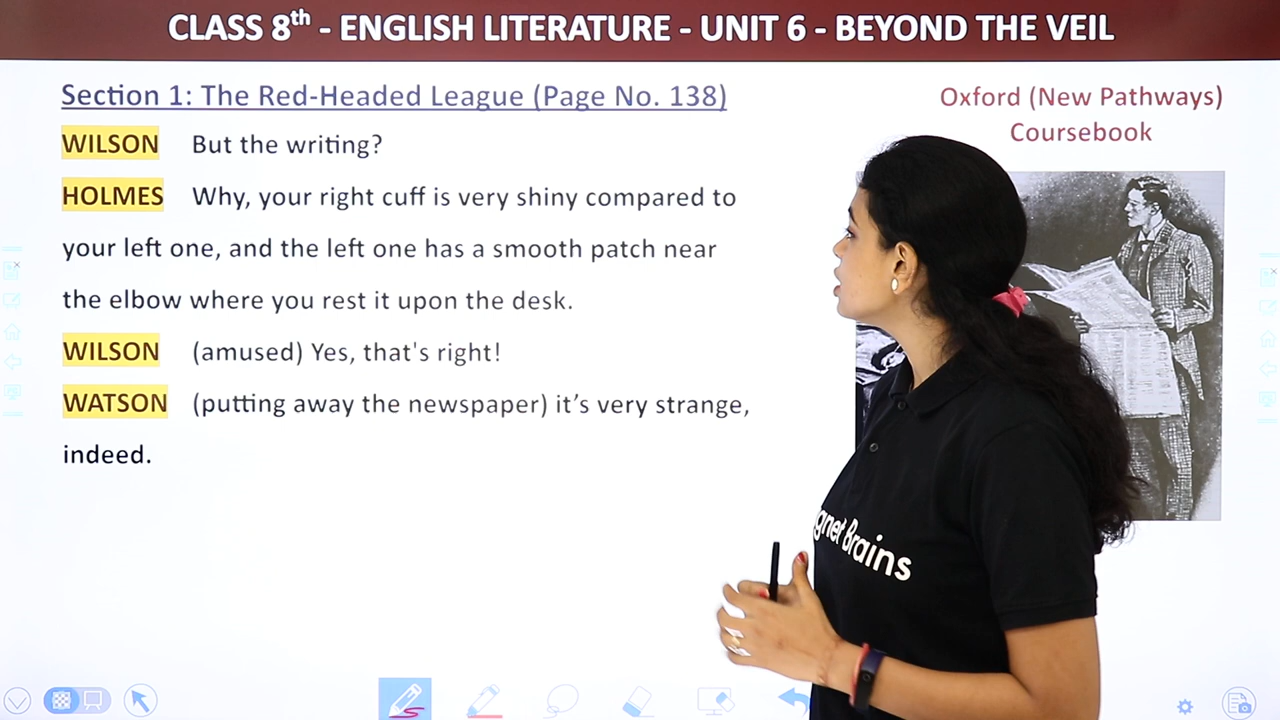 CLASS 8th - ENGLISH LITERATURE - UNIT 6 - BEYOND THE VEIL
Section 1: The Red-Headed League (Page No. 138)
Oxford (New Pathways)
Coursebook
WILSON But the writing?
HOLMES Why, your right cuff is very shiny compared to
your left one, and the left one has a smooth patch near
the elbow where you rest it upon the desk.
WILSON (amused) Yes, that's right!
WATSON (putting away the newspaper) it's very strange,
indeed.
gnet Brains